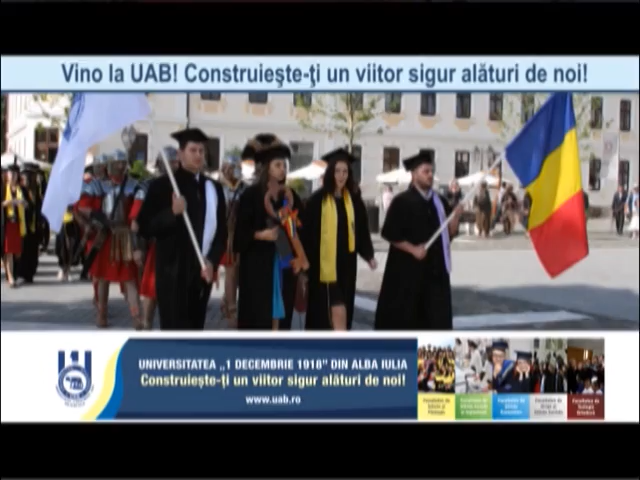 Vino la UAB! Construieşte-ţi un viitor sigur alături de noi!
UNIVERSITATEA „1 DECEMBRIE 1918” DIN ALBA IULIA
Construieşte-ţi un viitor sigur alături de noi!
www.uab.ro